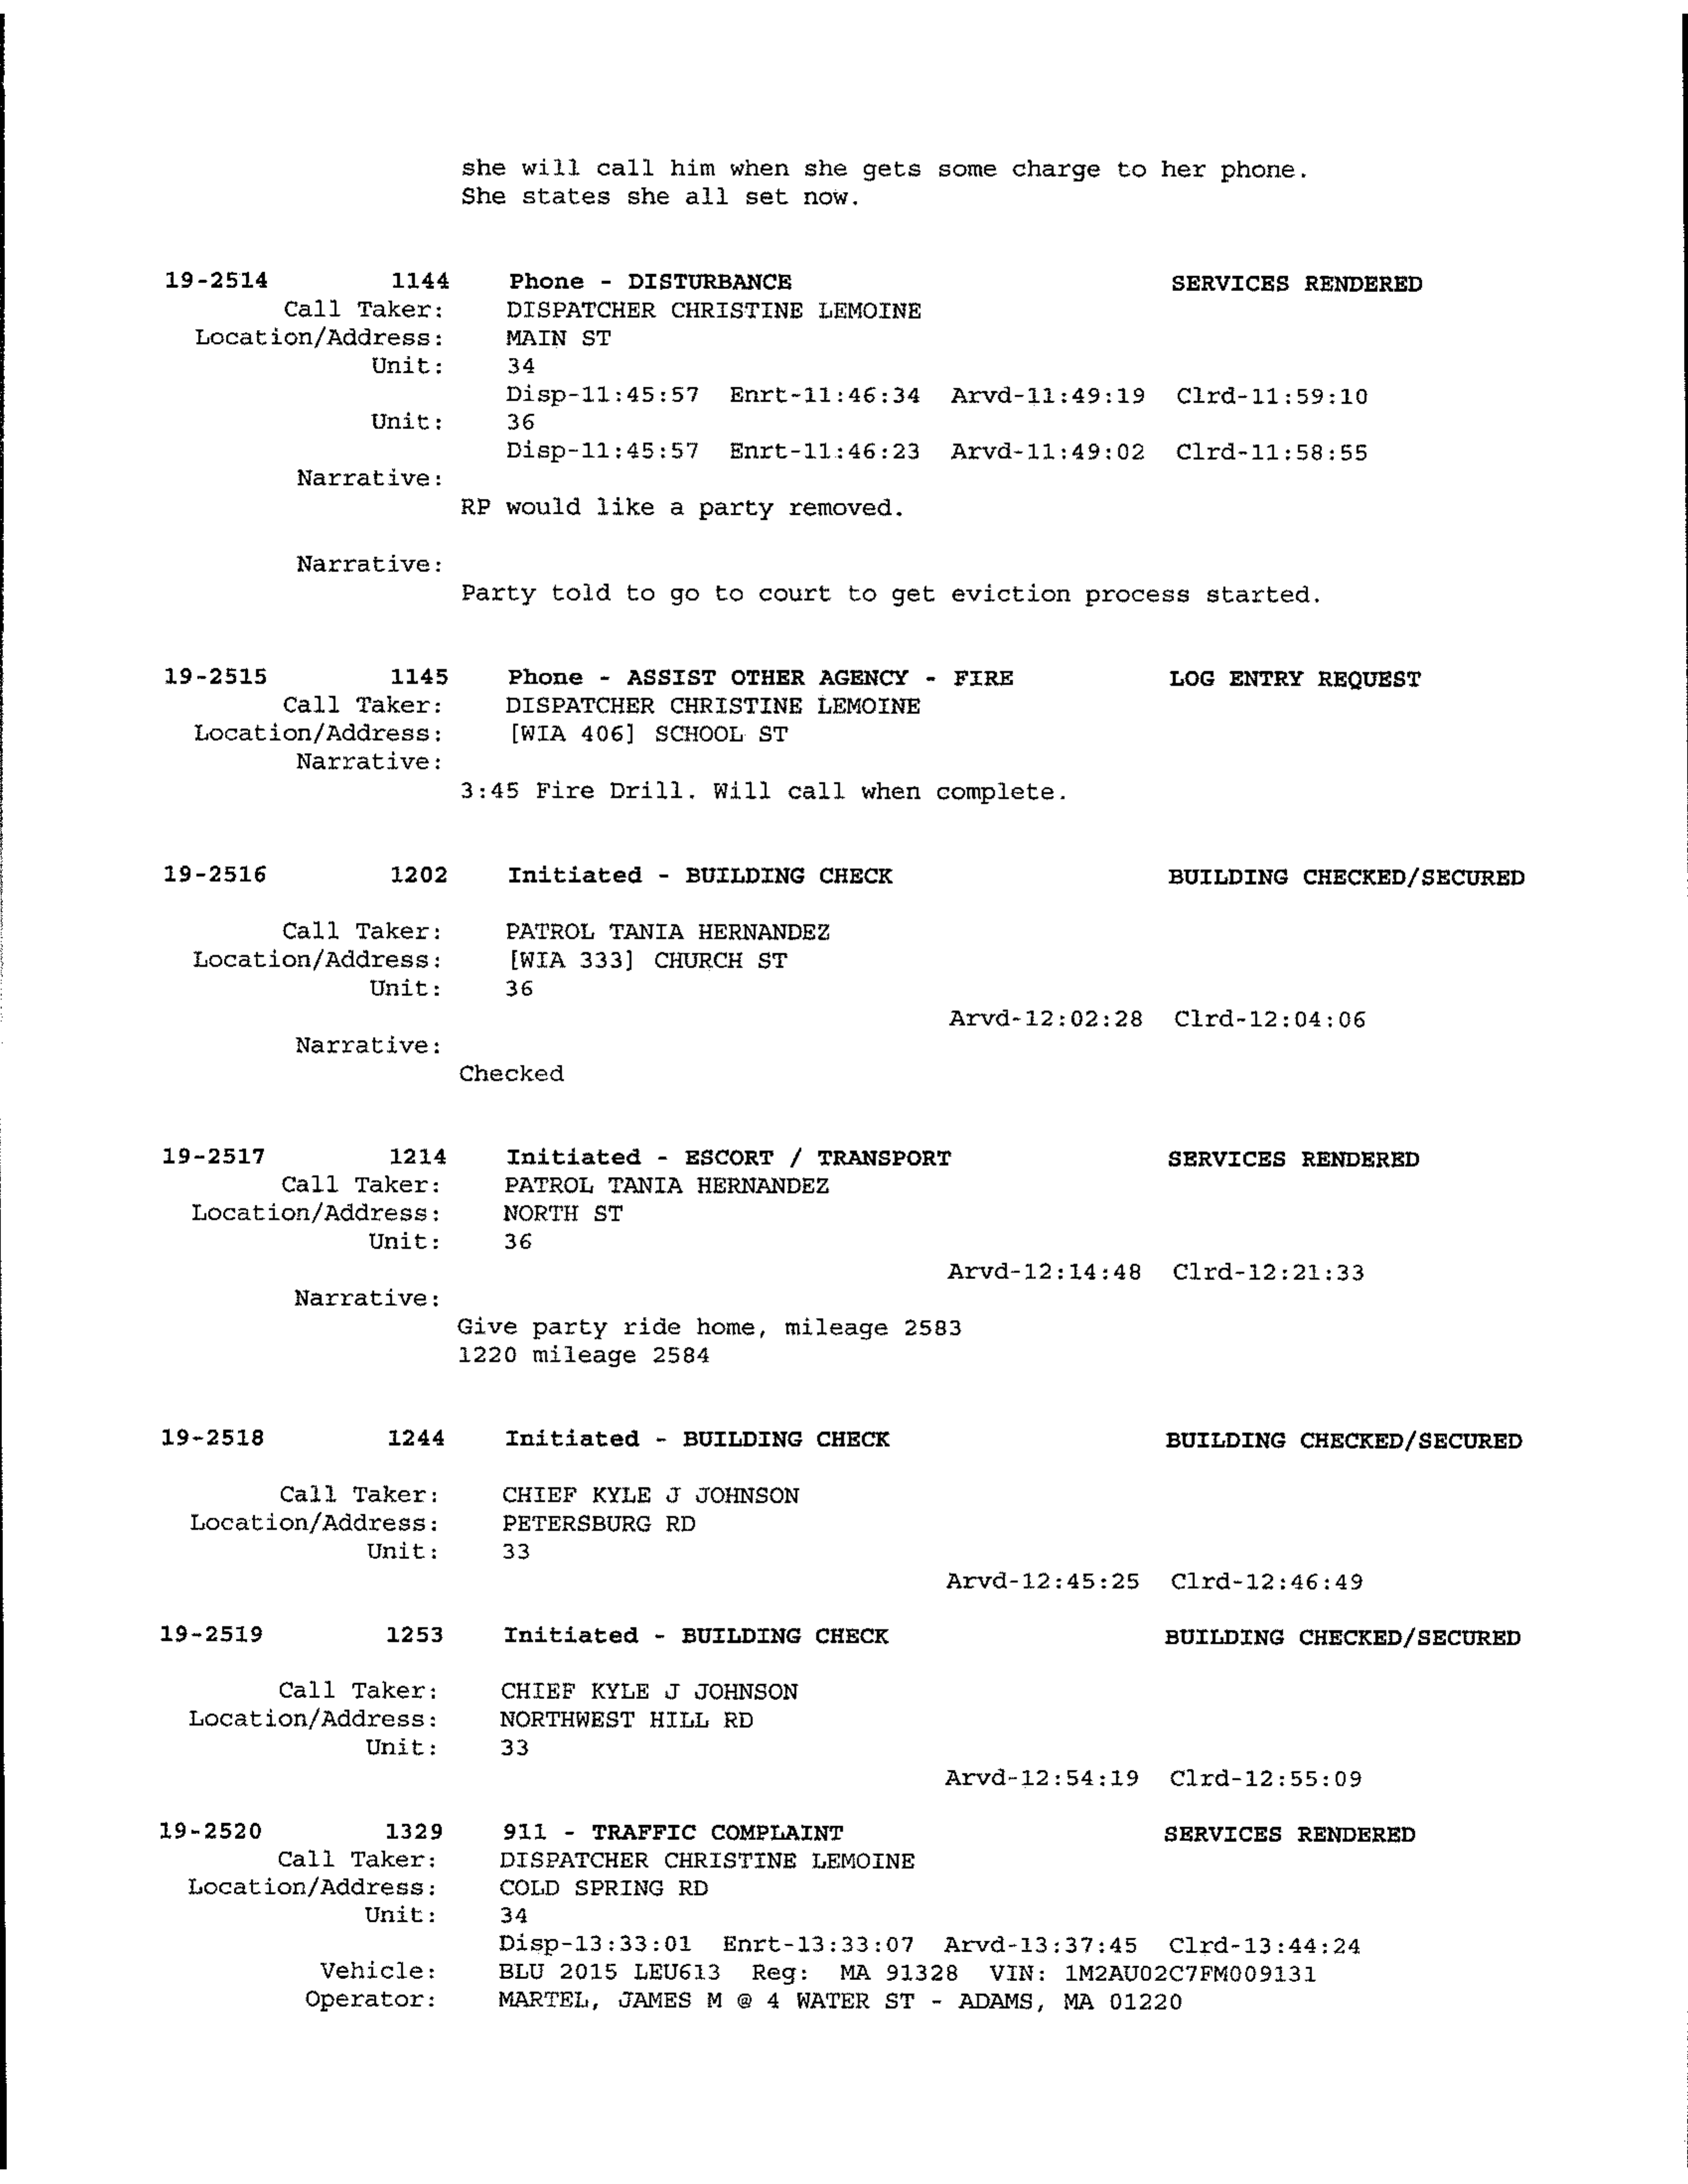 she will call him when she gets some charge to her phone.
She states she all set now.
19-2514 1144 Phone - DISTURBANCE SERVICES RENDERED
Call Taker: DISPATCHER CHRISTINE LEMOINE
Location/Address: MAIN ST
Unit: 34
Disp-11:45:57 Enrt-11:46:34 Arvd-11:49:19 Clrd-11:59:10
Unit: 36
Disp-11:45:57 Enrt-11:46:23 Arvd-11:49:02 Clrd-11:58:55
Narrative:
RP would like a party removed.
Narrative:
Party told to go to court to get eviction process started.
19-2515 1145 Phone - ASSIST OTHER AGENCY - FIRE LOG ENTRY REQUEST
Call Taker: DISPATCHER CHRISTINE LEMOINE
Location/Address: [WIA 406] SCHOOL ST
Narrative:
3:45 Fire Drill. Will call when complete.
19-2516 1202 Initiated - BUILDING CHECK BUILDING CHECKED/SECURED
Call Taker: PATROL TANIA HERNANDEZ
Location/Address: [WIA 333] CHURCH ST
Unit: 36
Arvd-12:02:28 Clrd-12:04:06
Narrative:
Checked
19-2517 1214 Initiated - ESCORT / TRANSPORT SERVICES RENDERED
Call Taker: PATROL TANIA HERNANDEZ
Location/Address: NORTH ST
Unit: 36
Arvd-12:14:48 Clrd-12:21:33
Narrative:
Give party ride home, mileage 2583
1220 mileage 2584
19-2518 1244 Initiated - BUILDING CHECK BUILDING CHECKED/SECURED
Call Taker: CHIEF KYLE J JOHNSON
Location/Address: PETERSBURG RD
Unit: 33
Arvd-12:45:25 Clrd-12:46:49
19-2519 1253 Initiated - BUILDING CHECK BUILDING CHECKED/SECURED
Call Taker: CHIEF KYLE J JOHNSON
Location/Address: NORTHWEST HILL RD
Unit: 33
Arvd-12:54:19 Clrd-12:55:09
19-2520 1329 911 - TRAFFIC COMPLAINT SERVICES RENDERED
Call Taker: DISPATCHER CHRISTINE LEMOINE
Location/Address: COLD SPRING RD
Unit: 34
Disp-13:33:01 Enrt-13:33:07 Arvd-13:37:45 Clrd-13:44:24
Vehicle: BLU 2015 LEU613 Reg: MA 91328 VIN: 1M2AU02C7FM009131
Operator: MARTEL, JAMES M @ 4 WATER ST - ADAMS, MA 01220